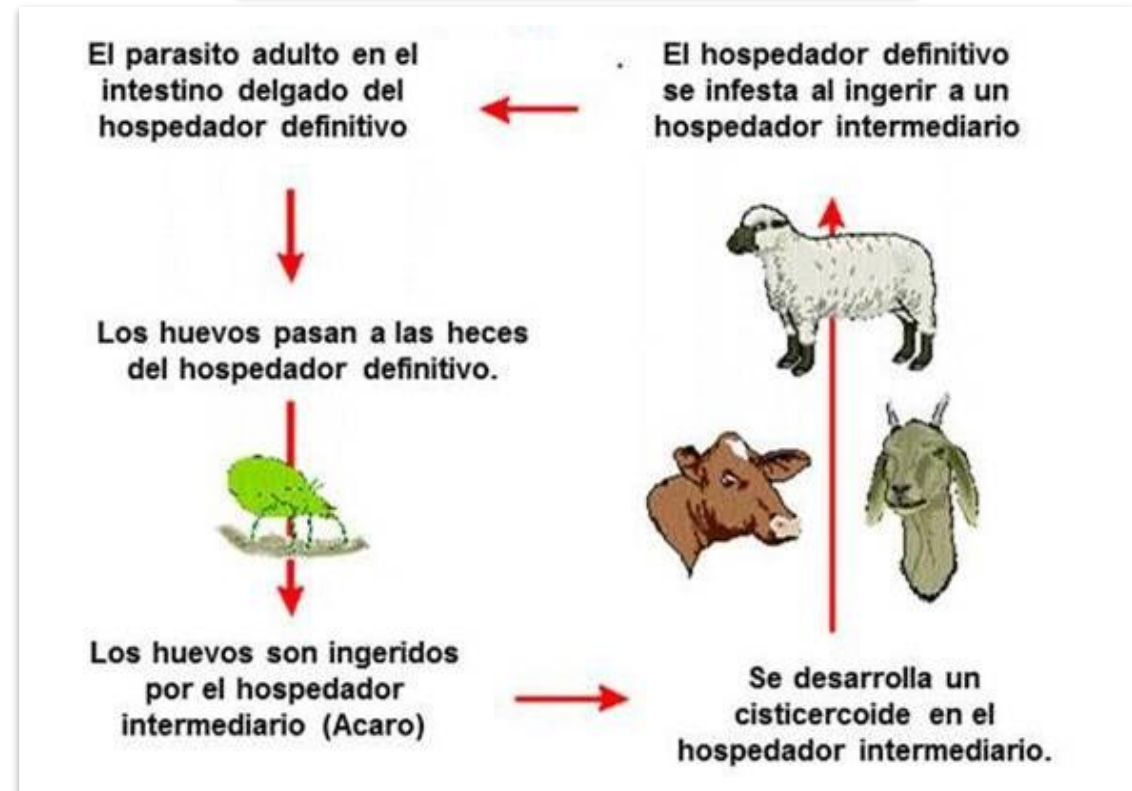 El parasito adulto en el
intestino delgado del
hospedador definitivo
El hospedador definitivo
se infesta al ingerir a un
hospedador intermediario
Los huevos pasan a las heces
del hospedador definitivo.
Los huevos son ingeridos
por el hospedador
intermediario (Acaro)
Se desarrolla un
cisticercoide en el
hospedador intermediario.